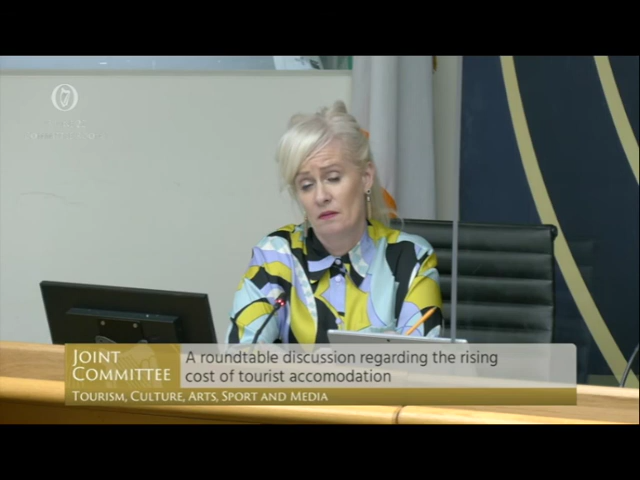 JOINT
COMMITTEE
A roundtable discussion regarding the rising
cost of tourist accomodation
TOURISM, CULTURE, ARTS, SPORT AND MEDIA